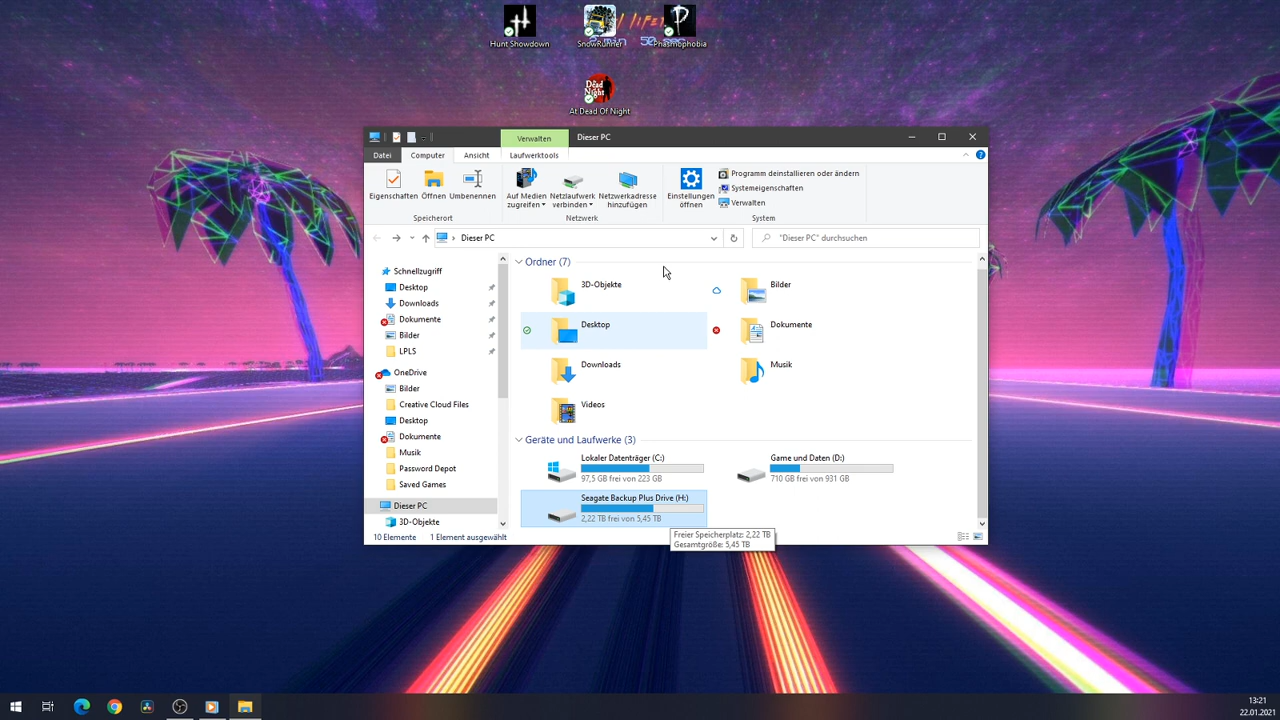 Hunt Showdown
SnowRunner
Phasmophobia
At Dead Of Night
Verwalten
Dieser PC
Datei
Computer
Ansicht
Laufwerktools
Eigenschaften
Öffnen
Umbenennen
Auf Medien
zugreifen
Netzlaufwerk
verbinden
Netzwerkadresse
hinzufügen
Einstellungen
öffnen
Programm deinstallieren oder ändern
Systemeigenschaften
Verwalten
Speicherort
Netzwerk
System
Dieser PC
"Dieser PC" durchsuchen
Schnellzugriff
Desktop
Downloads
Dokumente
Bilder
LPLS
OneDrive
Bilder
Creative Cloud Files
Desktop
Dokumente
Musik
Password Depot
Saved Games
Dieser PC
3D-Objekte
Ordner (7)
3D-Objekte
Bilder
Desktop
Dokumente
Downloads
Musik
Videos
Geräte und Laufwerke (3)
Lokaler Datenträger (C:)
97,5 GB frei von 223 GB
Game und Daten (D:)
710 GB frei von 931 GB
Seagate Backup Plus Drive (H:)
2,22 TB frei von 5,45 TB
Freier Speicherplatz: 2,22 TB
Gesamtgröße: 5,45 TB
10 Elemente
1 Element ausgewählt
13:21
22.01.2021